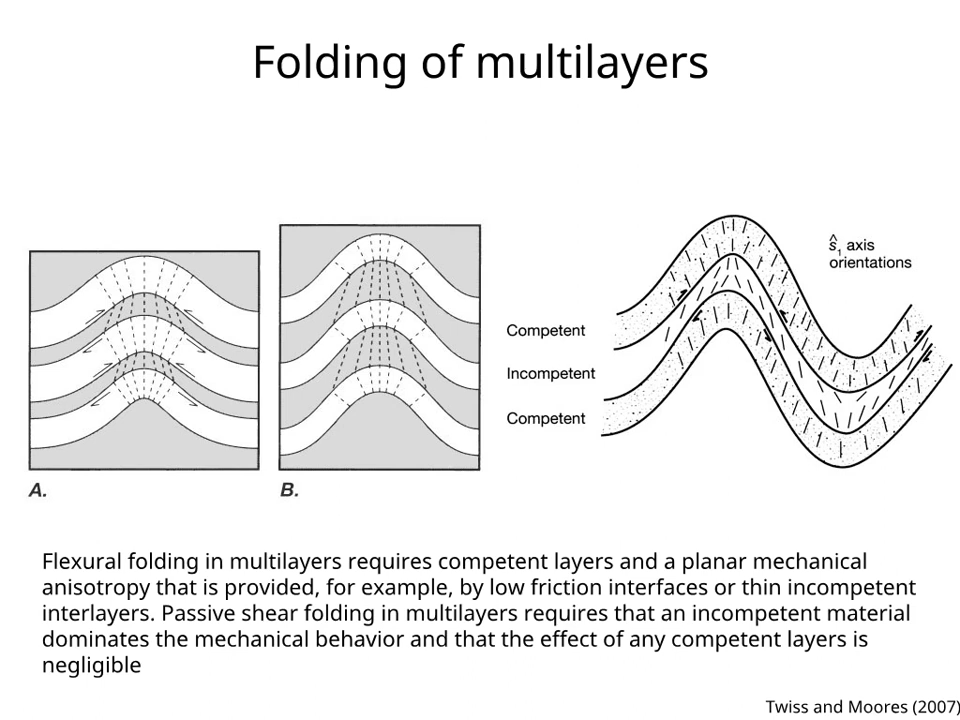 Folding of multilayers
ŝ₁ axis
orientations
Competent
Incompetent
Competent
A.
B.
Flexural folding in multilayers requires competent layers and a planar mechanical
anisotropy that is provided, for example, by low friction interfaces or thin incompetent
interlayers. Passive shear folding in multilayers requires that an incompetent material
dominates the mechanical behavior and that the effect of any competent layers is
negligible
Twiss and Moores (2007)